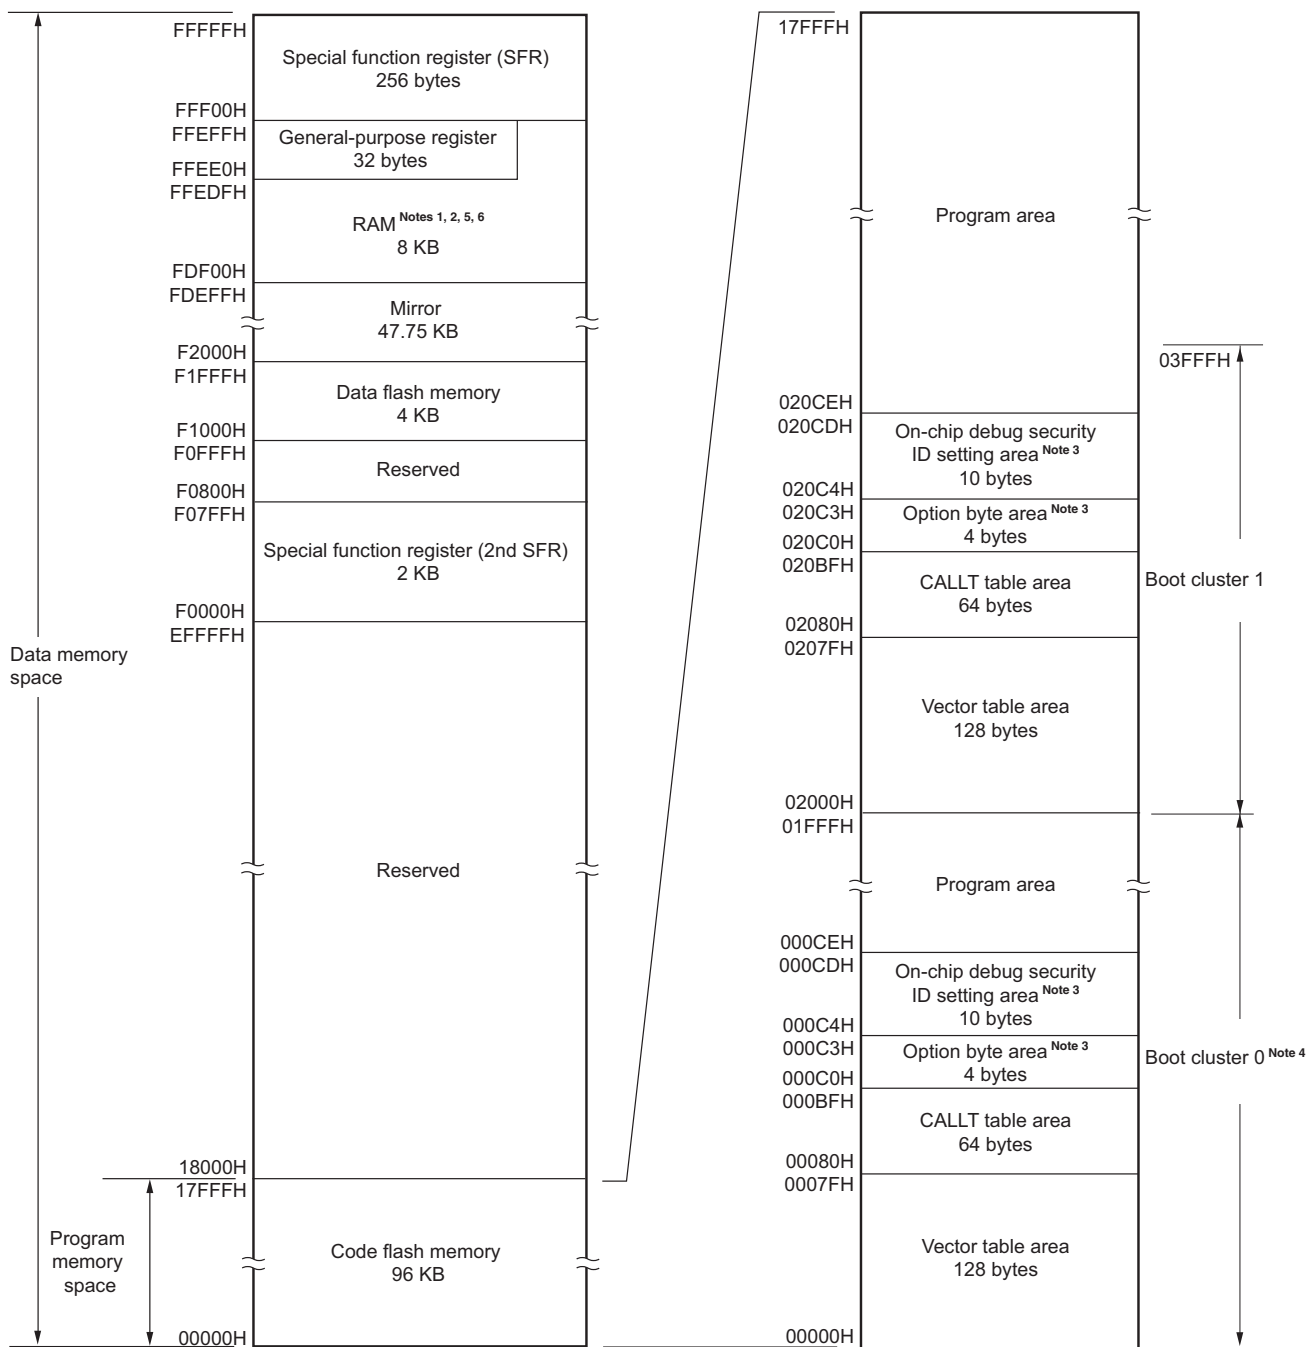 FFFFFH
Special function register (SFR)
256 bytes
FFF00H
FFEFFH
General-purpose register
32 bytes
FFEE0H
FFEDFH
RAM Notes 1, 2, 5, 6
8 KB
FDF00H
FDEFFH
Mirror
47.75 KB
F2000H
F1FFFH
Data flash memory
4 KB
F1000H
F0FFFH
Reserved
F0800H
F07FFH
Special function register (2nd SFR)
2 KB
F0000H
EFFFFH
Data memory
space
Reserved
18000H
17FFFH
Program
memory
space
Code flash memory
96 KB
00000H
17FFFH
Program area
03FFFH
020CEH
020CDH
On-chip debug security
ID setting area Note 3
10 bytes
020C4H
020C3H
Option byte area Note 3
4 bytes
020C0H
020BFH
CALLT table area
64 bytes
Boot cluster 1
02080H
0207FH
Vector table area
128 bytes
02000H
01FFFH
Program area
000CEH
000CDH
On-chip debug security
ID setting area Note 3
10 bytes
000C4H
000C3H
Option byte area Note 3
4 bytes
Boot cluster 0 Note 4
000C0H
000BFH
CALLT table area
64 bytes
00080H
0007FH
Vector table area
128 bytes
00000H